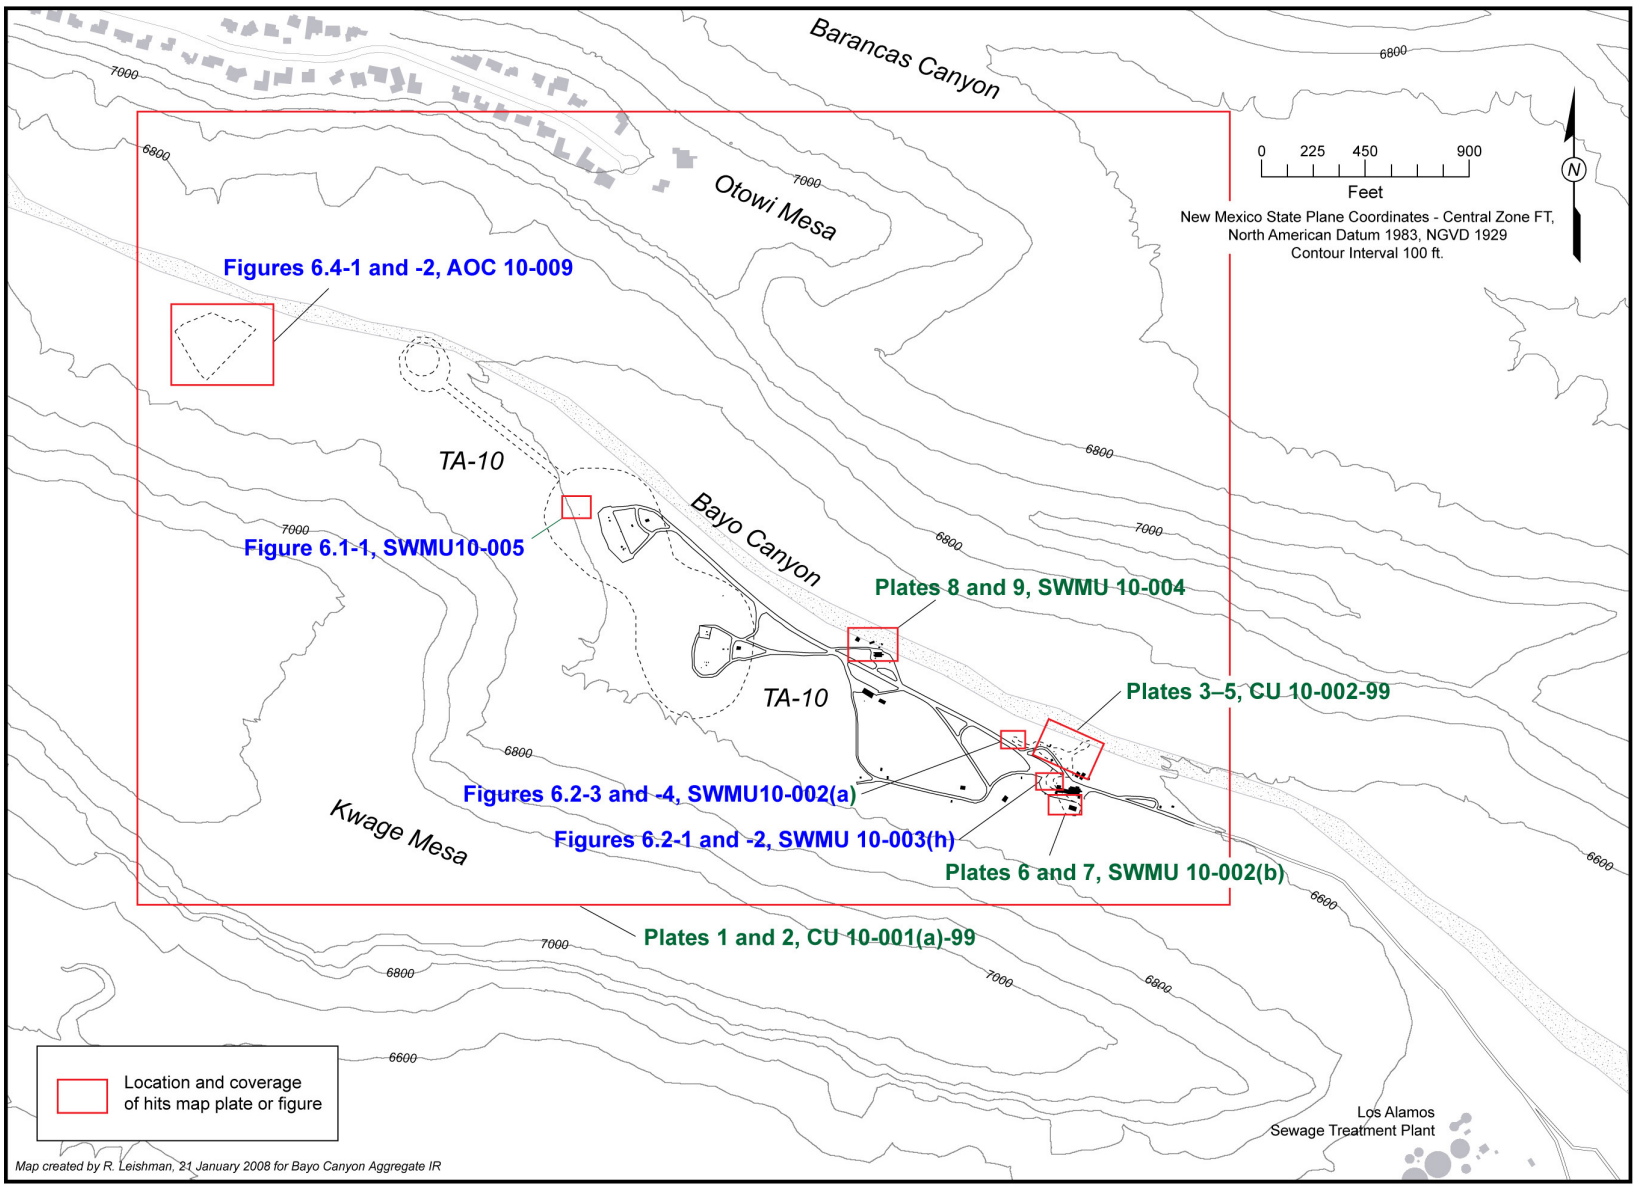 Barancas Canyon
6800
7000
6800
0 225 450 900
Feet
N
New Mexico State Plane Coordinates - Central Zone FT,
North American Datum 1983, NGVD 1929
Contour Interval 100 ft.
7000
Otowi Mesa
Figures 6.4-1 and -2, AOC 10-009
TA-10
6800
Bayo Canyon
7000
7000
6800
Figure 6.1-1, SWMU10-005
Plates 8 and 9, SWMU 10-004
Plates 3–5, CU 10-002-99
TA-10
6800
Figures 6.2-3 and -4, SWMU10-002(a)
Kwage Mesa
Figures 6.2-1 and -2, SWMU 10-003(h)
6600
Plates 6 and 7, SWMU 10-002(b)
6600
Plates 1 and 2, CU 10-001(a)-99
7000
6800
7000
6800
6600
Location and coverage
of hits map plate or figure
Los Alamos
Sewage Treatment Plant
Map created by R. Leishman, 21 January 2008 for Bayo Canyon Aggregate IR